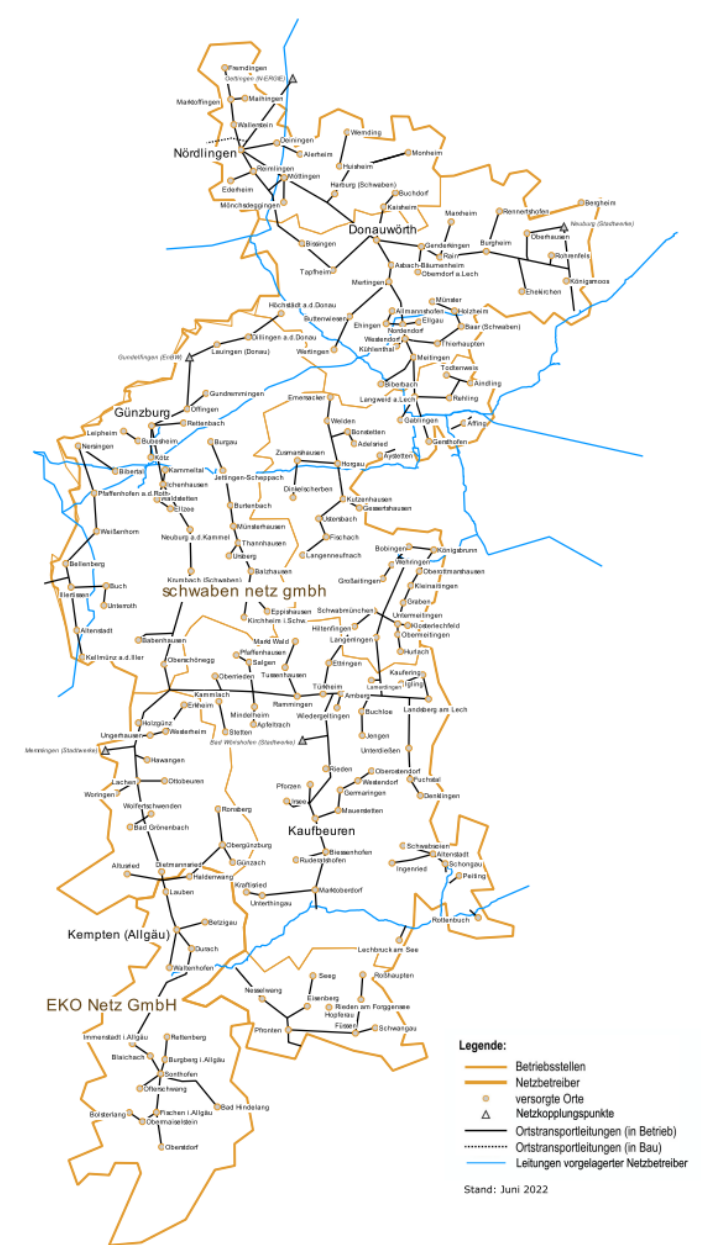 Fremdingen
Oettingen (N-ERGIE)
Marktoffingen
Maihingen
Wallerstein
Wemding
Deiningen
Nördlingen
Alerheim
Monheim
Huisheim
Reimlingen
Möttingen
Ederheim
Harburg (Schwaben)
Buchdorf
Mönchsdeggingen
Kaisheim
Marxheim
Rennertshofen
Bergheim
Neuburg (Stadtwerke)
Donauwörth
Oberhausen
Bissingen
Genderkingen
Burgheim
Rain
Rohrenfels
Asbach-Bäumenheim
Tapfheim
Oberndorf a.Lech
Mertingen
Königsmoos
Ehekirchen
Münster
Höchstädt a.d.Donau
Allmannshofen
Holzheim
Buttenwiesen
Ehingen
Ellgau
Nordendorf
Baar (Schwaben)
Dillingen a.d.Donau
Westendorf
Lauingen (Donau)
Wertingen
Kühlenthal
Thierhaupten
Gundelfingen (EnBW)
Meitingen
Todtenweis
Biberbach
Aindling
Gundremmingen
Emersacker
Langweid a.Lech
Rehling
Günzburg
Offingen
Rettenbach
Welden
Gablingen
Affing
Leipheim
Bubesheim
Bonstetten
Nersingen
Burgau
Adelsried
Gersthofen
Kötz
Zusmarshausen
Aystetten
Bibertal
Kammeltal
Horgau
Jettingen-Scheppach
Ichenhausen
Dinkelscherben
Pfaffenhofen a.d.Roth
Waldstetten
Kutzenhausen
Ellzee
Burtenbach
Gessertshausen
Ustersbach
Weißenhorn
Neuburg a.d.Kammel
Münsterhausen
Fischach
Thannhausen
Bobingen
Königsbrunn
Ursberg
Langenneufnach
Wehringen
Bellenberg
Balzhausen
Oberottmarshausen
Krumbach (Schwaben)
Großaitingen
Kleinaitingen
Buch
schwaben netz gmbh
Illertissen
Graben
Unterroth
Eppishausen
Schwabmünchen
Untermeitingen
Kirchheim i.Schw.
Klosterlechfeld
Altenstadt
Hiltenfingen
Obermeitingen
Babenhausen
Markt Wald
Langerringen
Pfaffenhausen
Hurlach
Kellmünz a.d.Iller
Oberschönegg
Salgen
Ettringen
Oberrieden
Tussenhausen
Kaufering
Lamerdingen
Igling
Kammlach
Türkheim
Erkheim
Rammingen
Amberg
Landsberg am Lech
Mindelheim
Wiedergeltingen
Buchloe
Holzgünz
Apfeltrach
Ungerhausen
Westerheim
Stetten
Jengen
Memmingen (Stadtwerke)
Bad Wörishofen (Stadtwerke)
Unterdießen
Hawangen
Rieden
Oberostendorf
Lachen
Ottobeuren
Pforzen
Westendorf
Fuchstal
Woringen
Germaringen
Denklingen
Wolfertschwenden
Ronsberg
Irsee
Mauerstetten
Bad Grönenbach
Kaufbeuren
Obergünzburg
Schwabsoien
Biessenhofen
Altenstadt
Altusried
Dietmannsried
Günzach
Ruderatshofen
Ingenried
Schongau
Haldenwang
Peiting
Kraftisried
Lauben
Unterthingau
Marktoberdorf
Betzigau
Rottenbuch
Kempten (Allgäu)
Durach
Lechbruck am See
Waltenhofen
Seeg
Roßhaupten
Nesselwang
EKO Netz GmbH
Eisenberg
Rieden am Forggensee
Hopferau
Füssen
Schwangau
Pfronten
Immenstadt i.Allgäu
Rettenberg
Blaichach
Burgberg i.Allgäu
Sonthofen
Ofterschwang
Bad Hindelang
Bolsterlang
Fischen i.Allgäu
Obermaiselstein
Oberstdorf
Legende:
Betriebsstellen
Netzbetreiber
versorgte Orte
Netzkopplungspunkte
Ortstransportleitungen (in Betrieb)
Ortstransportleitungen (in Bau)
Leitungen vorgelagerter Netzbetreiber
Stand: Juni 2022